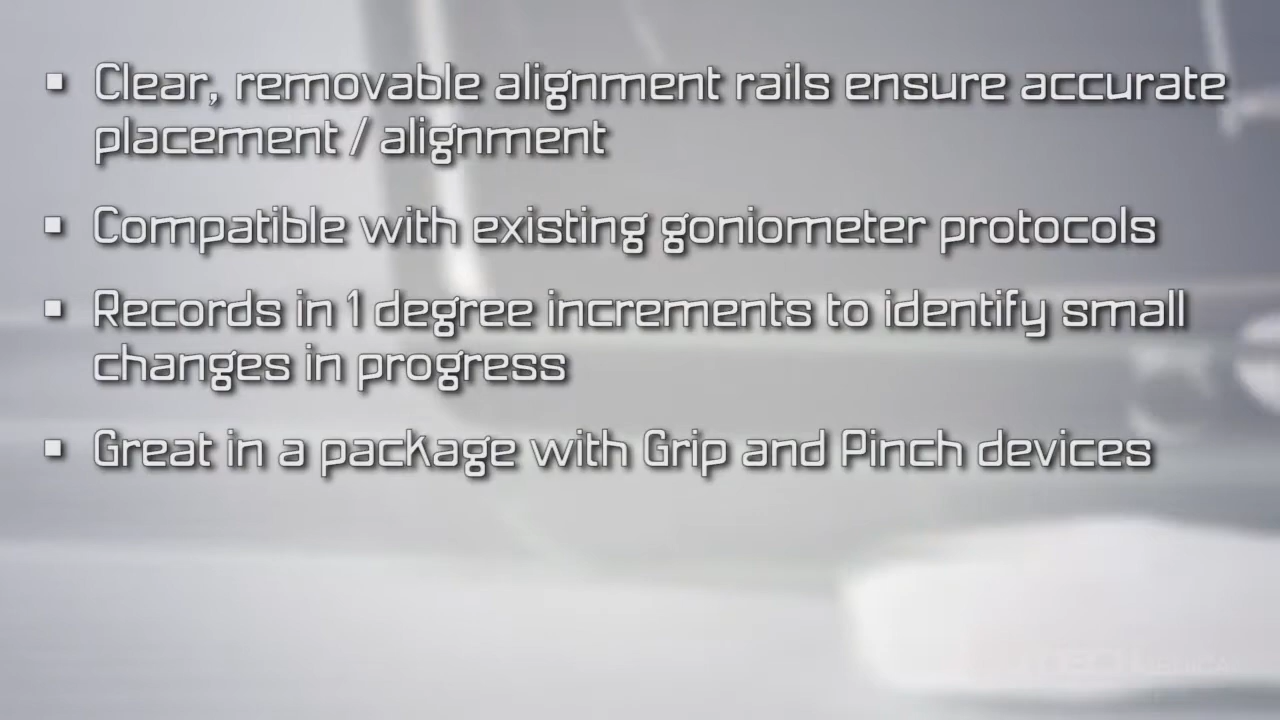 ▪ Clear, removable alignment rails ensure accurate
placement / alignment
▪ Compatible with existing goniometer protocols
▪ Records in 1 degree increments to identify small
changes in progress
▪ Great in a package with Grip and Pinch devices